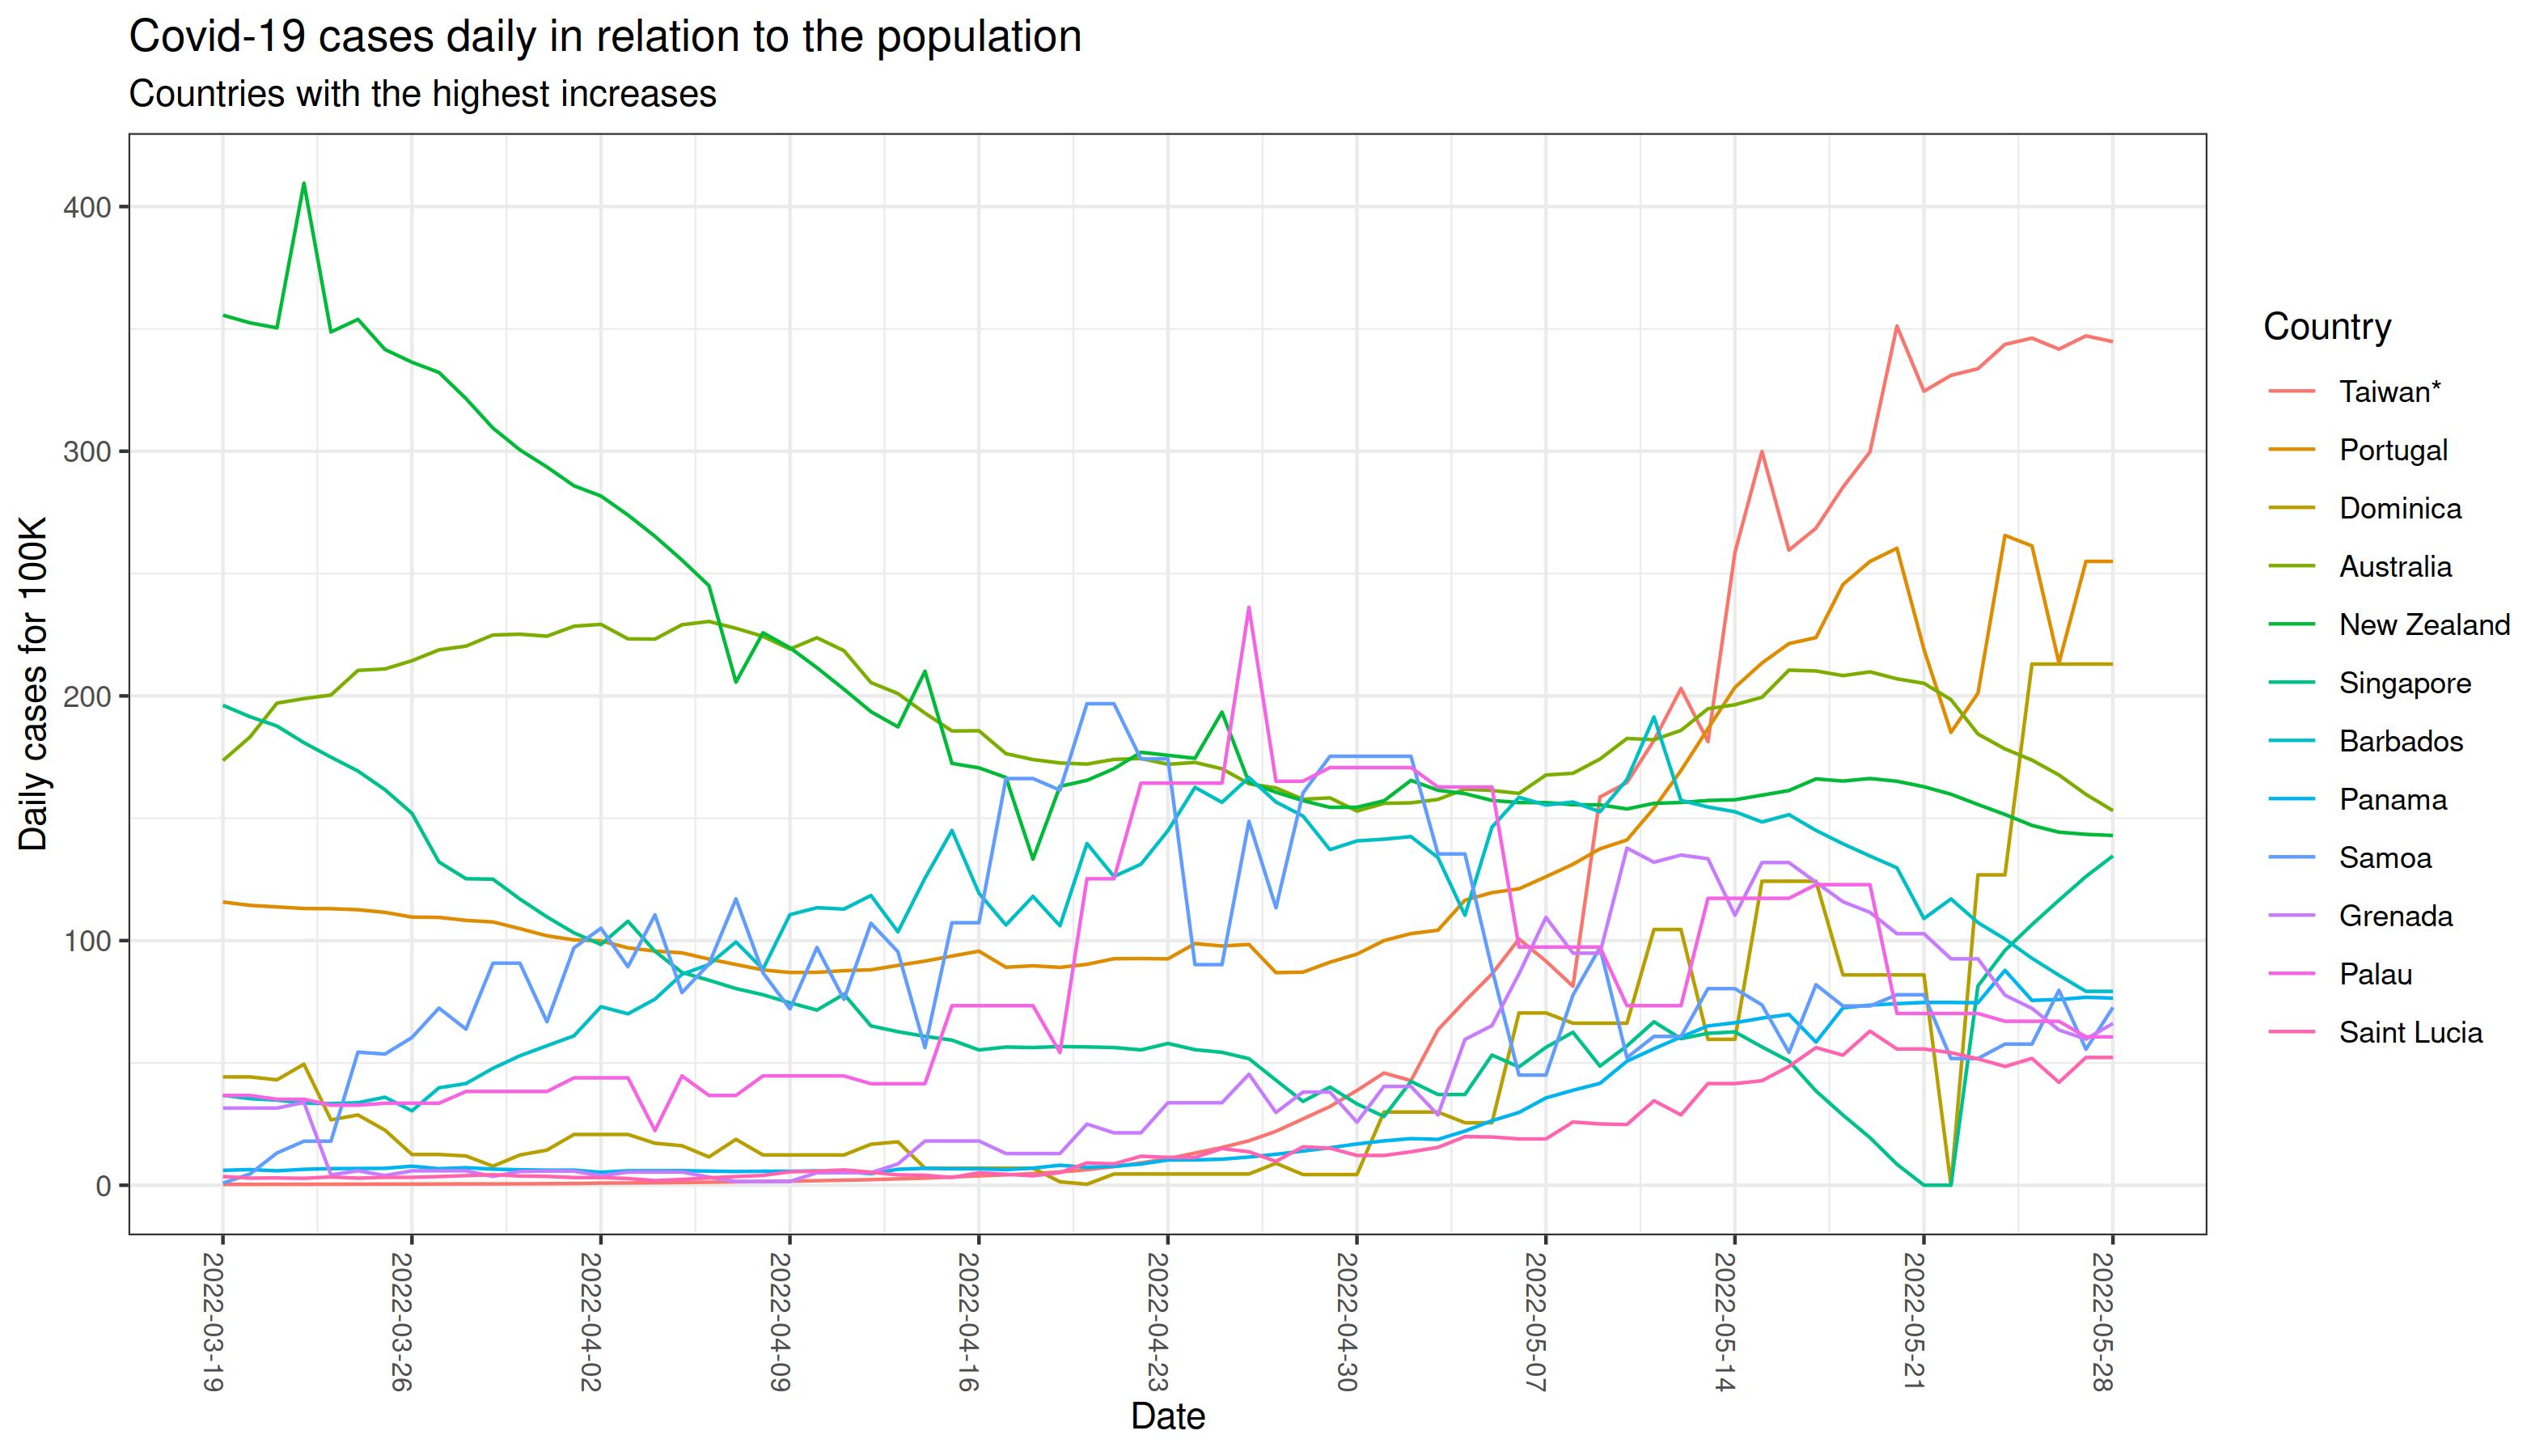 Covid-19 cases daily in relation to the population
Countries with the highest increases
Daily cases for 100K
400
300
200
100
0
2022-03-19
2022-03-26
2022-04-02
2022-04-09
2022-04-16
2022-04-23
2022-04-30
2022-05-07
2022-05-14
2022-05-21
2022-05-28
Date
Country
Taiwan*
Portugal
Dominica
Australia
New Zealand
Singapore
Barbados
Panama
Samoa
Grenada
Palau
Saint Lucia